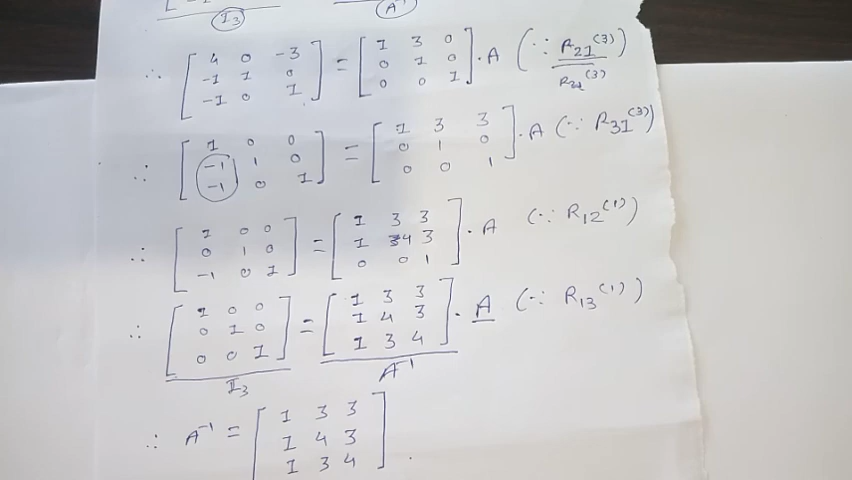 I3 A-1
∴ [ 4 0 -3 ] = [ 1 3 0 ] . A (∵ R21(3))
[ -1 1 0 ] [ 0 1 0 ]
[ -1 0 1 ] [ 0 0 1 ]
∴ [ 1 0 0 ] = [ 1 3 3 ] . A (∵ R31(3))
[ -1 1 0 ] [ 0 1 0 ]
[ -1 0 1 ] [ 0 0 1 ]
∴ [ 1 0 0 ] = [ 1 3 3 ] . A (∵ R12(1))
[ 0 1 0 ] [ 1 4 3 ]
[ -1 0 1 ] [ 0 0 1 ]
∴ [ 1 0 0 ] = [ 1 3 3 ] . A (∵ R13(1))
[ 0 1 0 ] [ 1 4 3 ]
[ 0 0 1 ] [ 1 3 4 ]
I3 A-1
∴ A-1 = [ 1 3 3 ]
[ 1 4 3 ]
[ 1 3 4 ] .